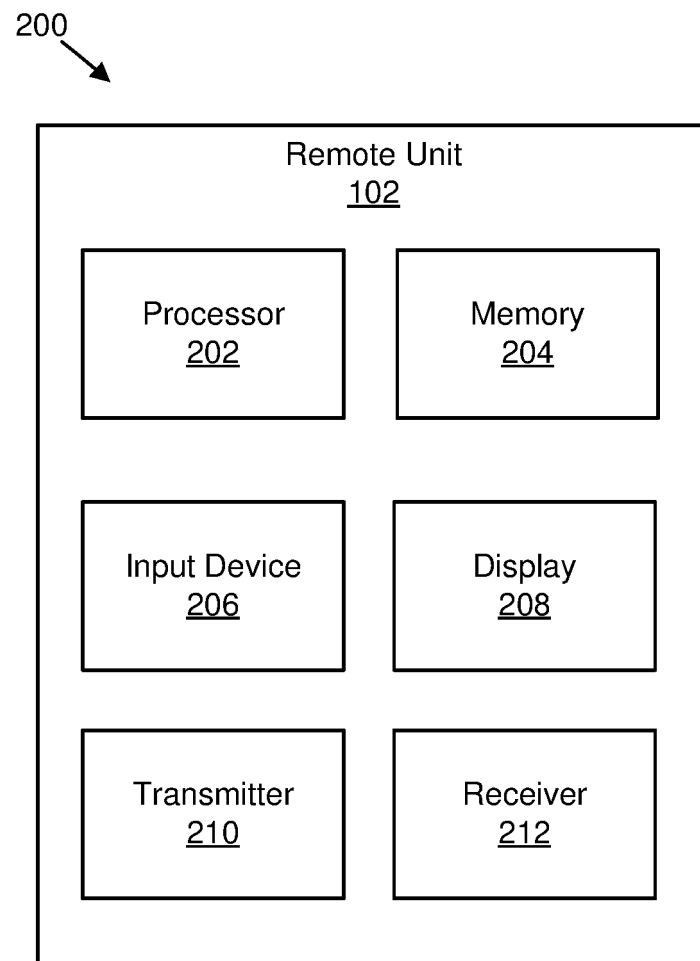 200
Remote Unit
102
Processor
202
Memory
204
Input Device
206
Display
208
Transmitter
210
Receiver
212